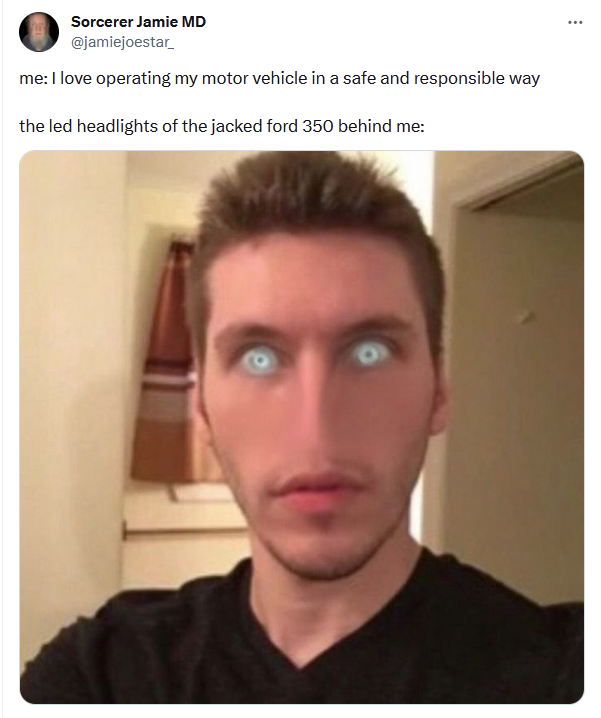 Sorcerer Jamie MD
@jamiejoestar_
me: I love operating my motor vehicle in a safe and responsible way
the led headlights of the jacked ford 350 behind me: